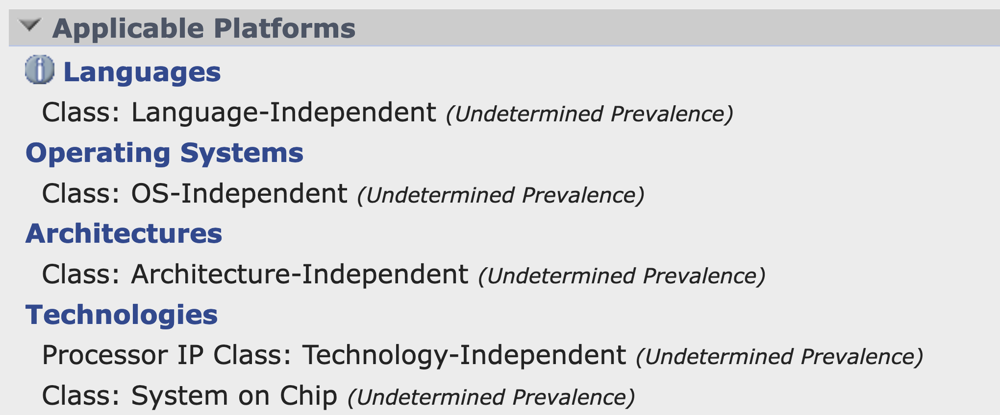 Applicable Platforms
Languages
Class: Language-Independent (Undetermined Prevalence)
Operating Systems
Class: OS-Independent (Undetermined Prevalence)
Architectures
Class: Architecture-Independent (Undetermined Prevalence)
Technologies
Processor IP Class: Technology-Independent (Undetermined Prevalence)
Class: System on Chip (Undetermined Prevalence)